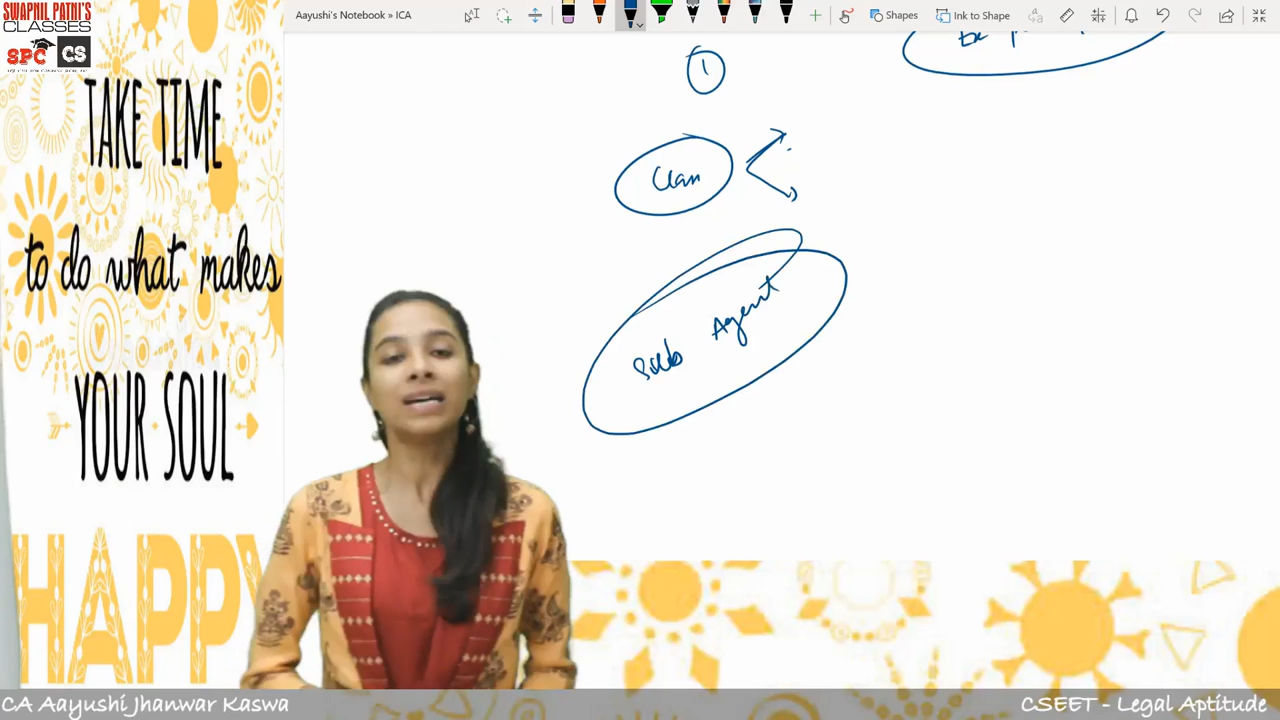 SWAPNIL PATNI'S
CLASSES
SPC CS
Aayushi's Notebook » ICA
Shapes
Ink to Shape
TAKE TIME
to do what makes
YOUR SOUL
HAPPY
1
Sub Agent
CA Aayushi Jhanwar Kaswa
CSEET - Legal Aptitude